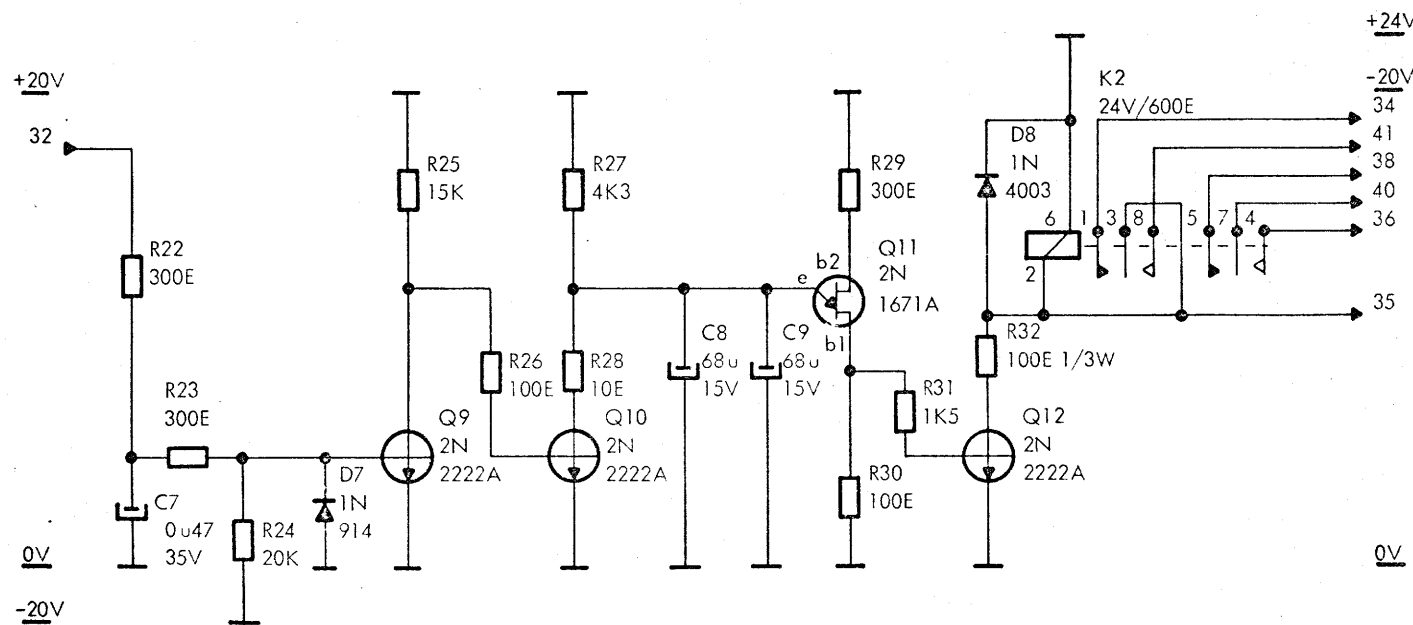 +24V
+20V
-20V
K2
24V/600E
34
32
41
D8
1N
4003
38
R25
15K
R27
4K3
R29
300E
40
6
1
3
8
5
7
4
36
R22
300E
b2
Q11
2N
1671A
e
2
35
b1
C8
68u
15V
C9
68u
15V
R32
100E 1/3W
R26
100E
R28
10E
R23
300E
R31
1K5
Q9
2N
2222A
Q10
2N
2222A
Q12
2N
2222A
D7
1N
914
R30
100E
C7
0u47
35V
R24
20K
0V
0V
-20V